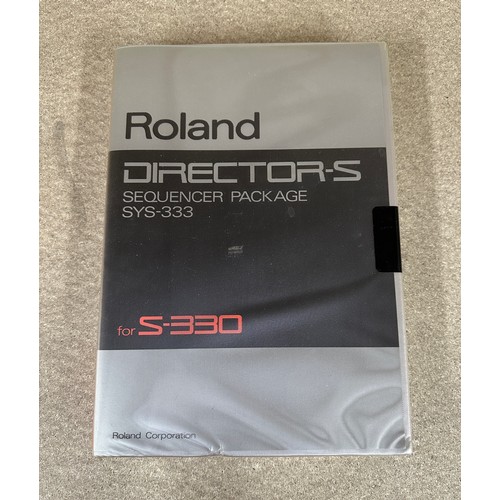 Roland
DIRECTOR-S
SEQUENCER PACKAGE
SYS-333
for S-330
Roland Corporation